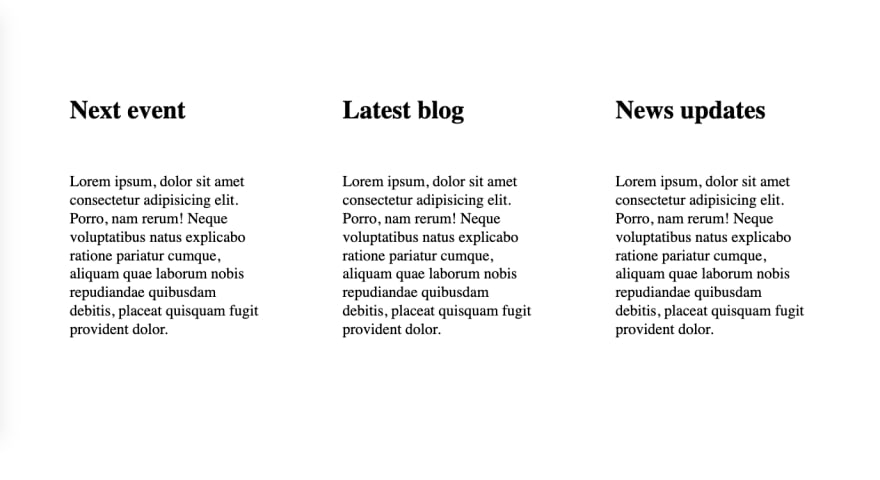 Next event
Lorem ipsum, dolor sit amet
consectetur adipisicing elit.
Porro, nam rerum! Neque
voluptatibus natus explicabo
ratione pariatur cumque,
aliquam quae laborum nobis
repudiandae quibusdam
debitis, placeat quisquam fugit
provident dolor.
Latest blog
Lorem ipsum, dolor sit amet
consectetur adipisicing elit.
Porro, nam rerum! Neque
voluptatibus natus explicabo
ratione pariatur cumque,
aliquam quae laborum nobis
repudiandae quibusdam
debitis, placeat quisquam fugit
provident dolor.
News updates
Lorem ipsum, dolor sit amet
consectetur adipisicing elit.
Porro, nam rerum! Neque
voluptatibus natus explicabo
ratione pariatur cumque,
aliquam quae laborum nobis
repudiandae quibusdam
debitis, placeat quisquam fugit
provident dolor.